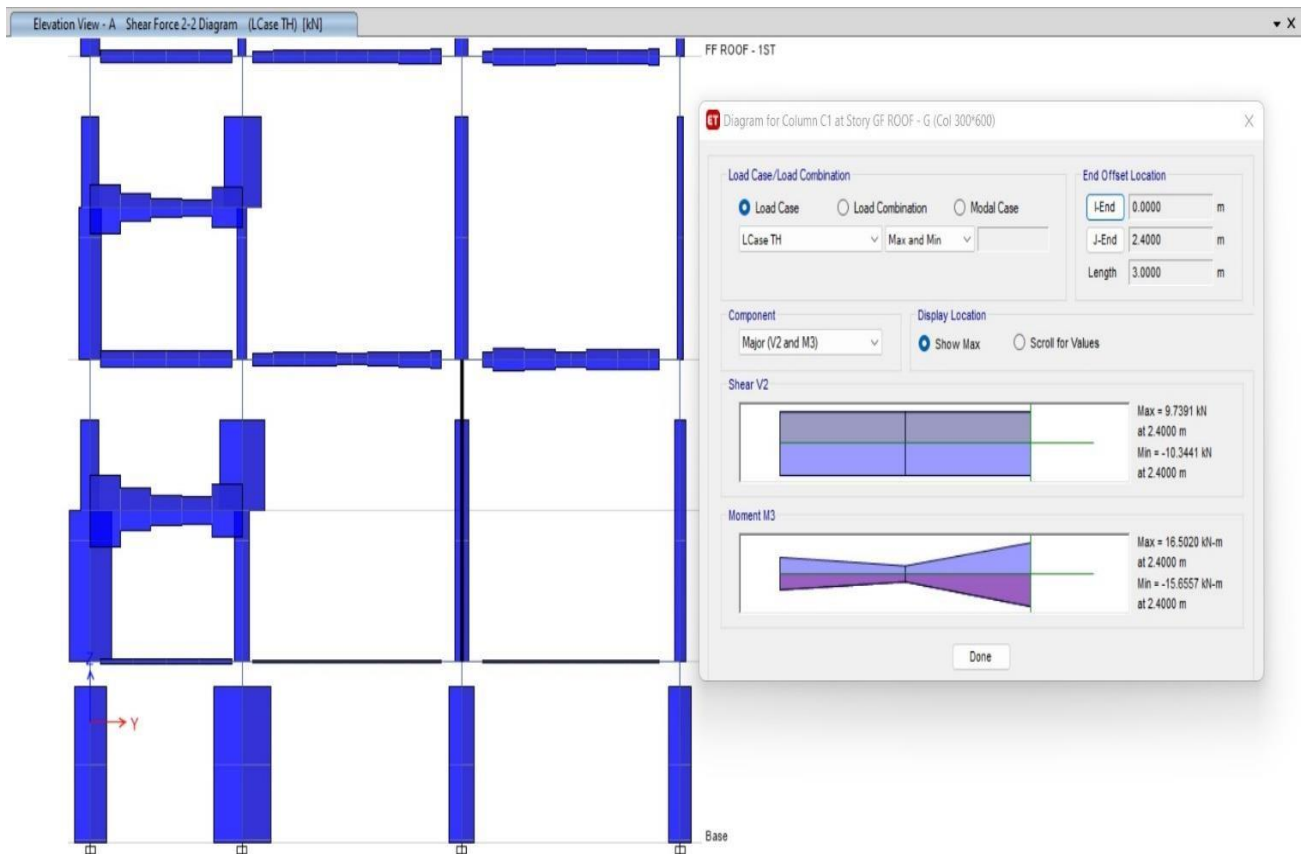 Elevation View - A Shear Force 2-2 Diagram (LCase TH) [kN]
X
FF ROOF - 1ST
ET Diagram for Column C1 at Story GF ROOF - G (Col 300*600)
X
Load Case/Load Combination
Load Case
Load Combination
Modal Case
LCase TH
Max and Min
End Offset Location
I-End
0.0000
m
J-End
2.4000
m
Length
3.0000
m
Component
Major (V2 and M3)
Display Location
Show Max
Scroll for Values
Shear V2
Max = 9.7391 kN
at 2.4000 m
Min = -10.3441 kN
at 2.4000 m
Moment M3
Max = 16.5020 kN-m
at 2.4000 m
Min = -15.6557 kN-m
at 2.4000 m
Done
Z
Y
Base